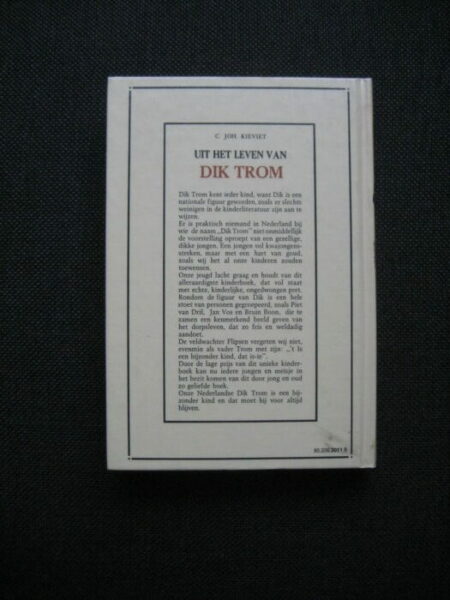 C. JOH. KIEVIET
UIT HET LEVEN VAN
DIK TROM
Dik Trom kent ieder kind, want Dik is een
nationale figuur geworden, zoals er slechts
weinigen in de kinderliteratuur zijn aan te
wijzen.
Er is praktisch niemand in Nederland bij
wie de naam „Dik Trom" niet onmiddellijk
de voorstelling oproept van een gezellige,
dikke jongen. Een jongen vol kwajongens-
streken, maar met een hart van goud,
zoals wij het al onze kinderen zouden
toewensen.
Onze jeugd lacht graag en houdt van dit
alleraardigste kinderboek, dat vol staat
met echte, kinderlijke, ongedwongen pret.
Rondom de figuur van Dik is een hele
stoet van personen gegroepeerd, zoals Piet
van Dril, Jan Vos en Bruin Boon, die te
zamen een kenmerkend beeld geven van
het dorpsleven, dat zo fris en weldadig
aandoet.
De veldwachter Flipsen vergeten wij niet,
evenmin als vader Trom met zijn: „'t Is
een bijzonder kind, dat is-ie".
Door de lage prijs van dit unieke kinder-
boek kan nu iedere jongen en meisje in
het bezit komen van dit door jong en oud
zo geliefde boek.
Onze Nederlandse Dik Trom is een bij-
zonder kind en dat moet hij voor altijd
blijven.